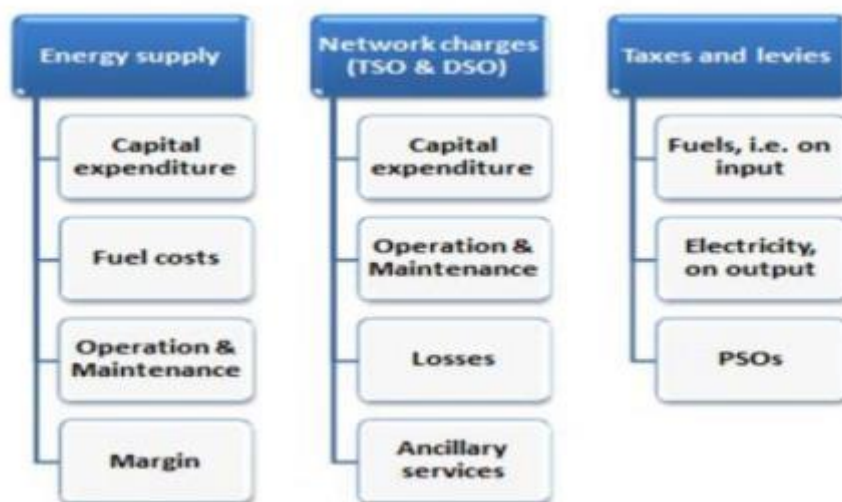 Energy supply
Capital
expenditure
Fuel costs
Operation &
Maintenance
Margin
Network charges
(TSO & DSO)
Capital
expenditure
Operation &
Maintenance
Losses
Ancillary
services
Taxes and levies
Fuels, i.e. on
input
Electricity,
on output
PSOs